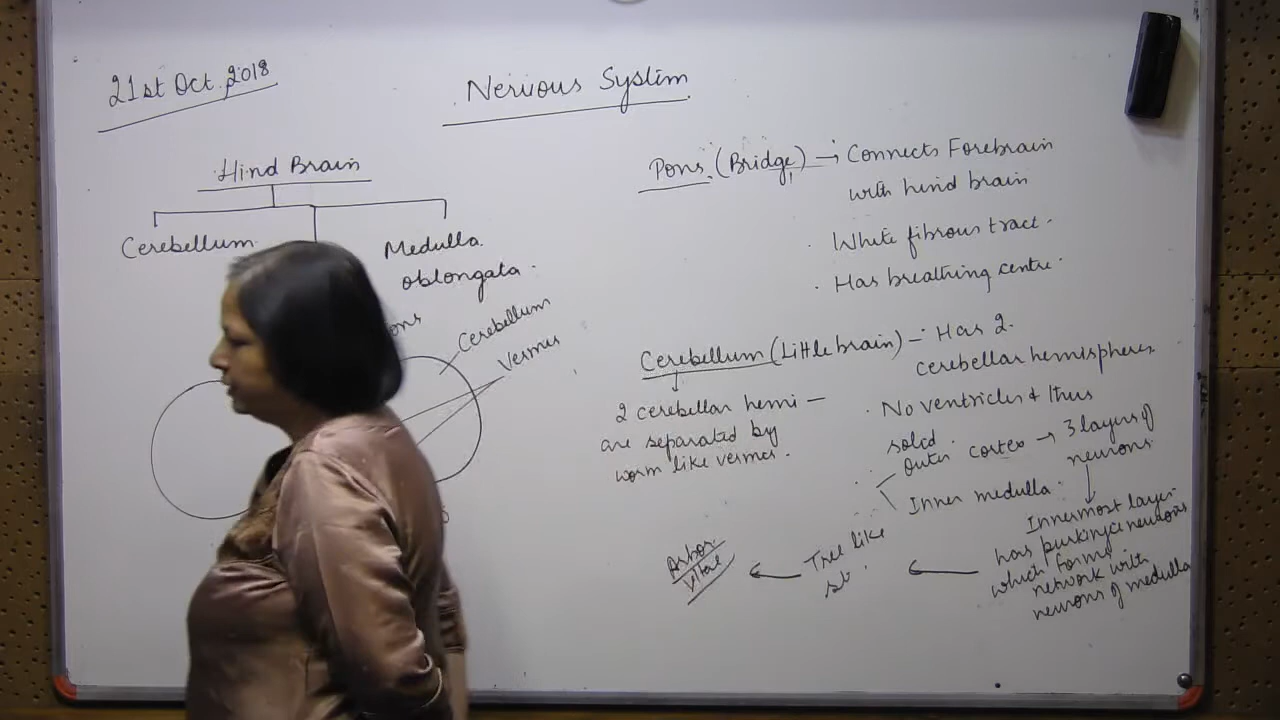 21st Oct, 2018
Nervous System
Hind Brain
Cerebellum
Medulla
oblongata.
Cerebellum
Vermis
Pons (Bridge) → Connects Forebrain
with hind brain
. White fibrous tract.
. Has breathing centre.
Cerebellum (Little brain) - Has 2.
cerebellar hemispheres.
2 cerebellar hemi -
are separated by
worm like vermis.
. No ventricles & thus
solid.
Outer cortex → 3 layers of
neurons.
Inner medulla.
Innermost layer
has purkinje neurons
which forms
network with
neurons of medulla
Tree like
st.
Arbor.
vitae